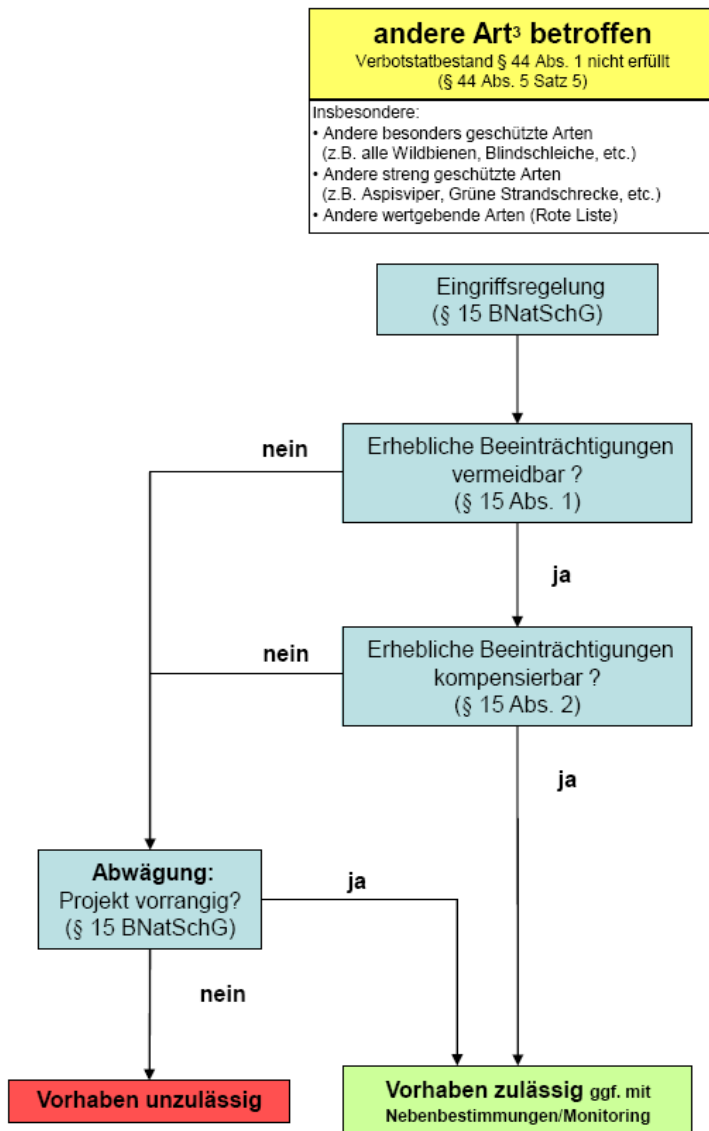 andere Art³ betroffen
Verbotstatbestand § 44 Abs. 1 nicht erfüllt
(§ 44 Abs. 5 Satz 5)
Insbesondere:
• Andere besonders geschützte Arten
(z.B. alle Wildbienen, Blindschleiche, etc.)
• Andere streng geschützte Arten
(z.B. Aspisviper, Grüne Strandschrecke, etc.)
• Andere wertgebende Arten (Rote Liste)
Eingriffsregelung
(§ 15 BNatSchG)
nein
Erhebliche Beeinträchtigungen
vermeidbar ?
(§ 15 Abs. 1)
ja
nein
Erhebliche Beeinträchtigungen
kompensierbar ?
(§ 15 Abs. 2)
ja
Abwägung:
Projekt vorrangig?
(§ 15 BNatSchG)
ja
nein
Vorhaben unzulässig
Vorhaben zulässig ggf. mit
Nebenbestimmungen/Monitoring